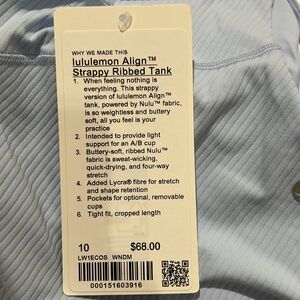 WHY WE MADE THIS
lululemon Align™
Strappy Ribbed Tank
1. When feeling nothing is
everything. This strappy
version of lululemon Align™
tank, powered by Nulu™ fabric,
is so weightless and buttery
soft, all you feel is your
practice
2. Intended to provide light
support for an A/B cup
3. Buttery-soft, ribbed Nulu™
fabric is sweat-wicking,
quick-drying, and four-way
stretch
4. Added Lycra® fibre for stretch
and shape retention
5. Pockets for optional, removable
cups
6. Tight fit, cropped length
10 $68.00
LW1ECOS WNDM
000151603916